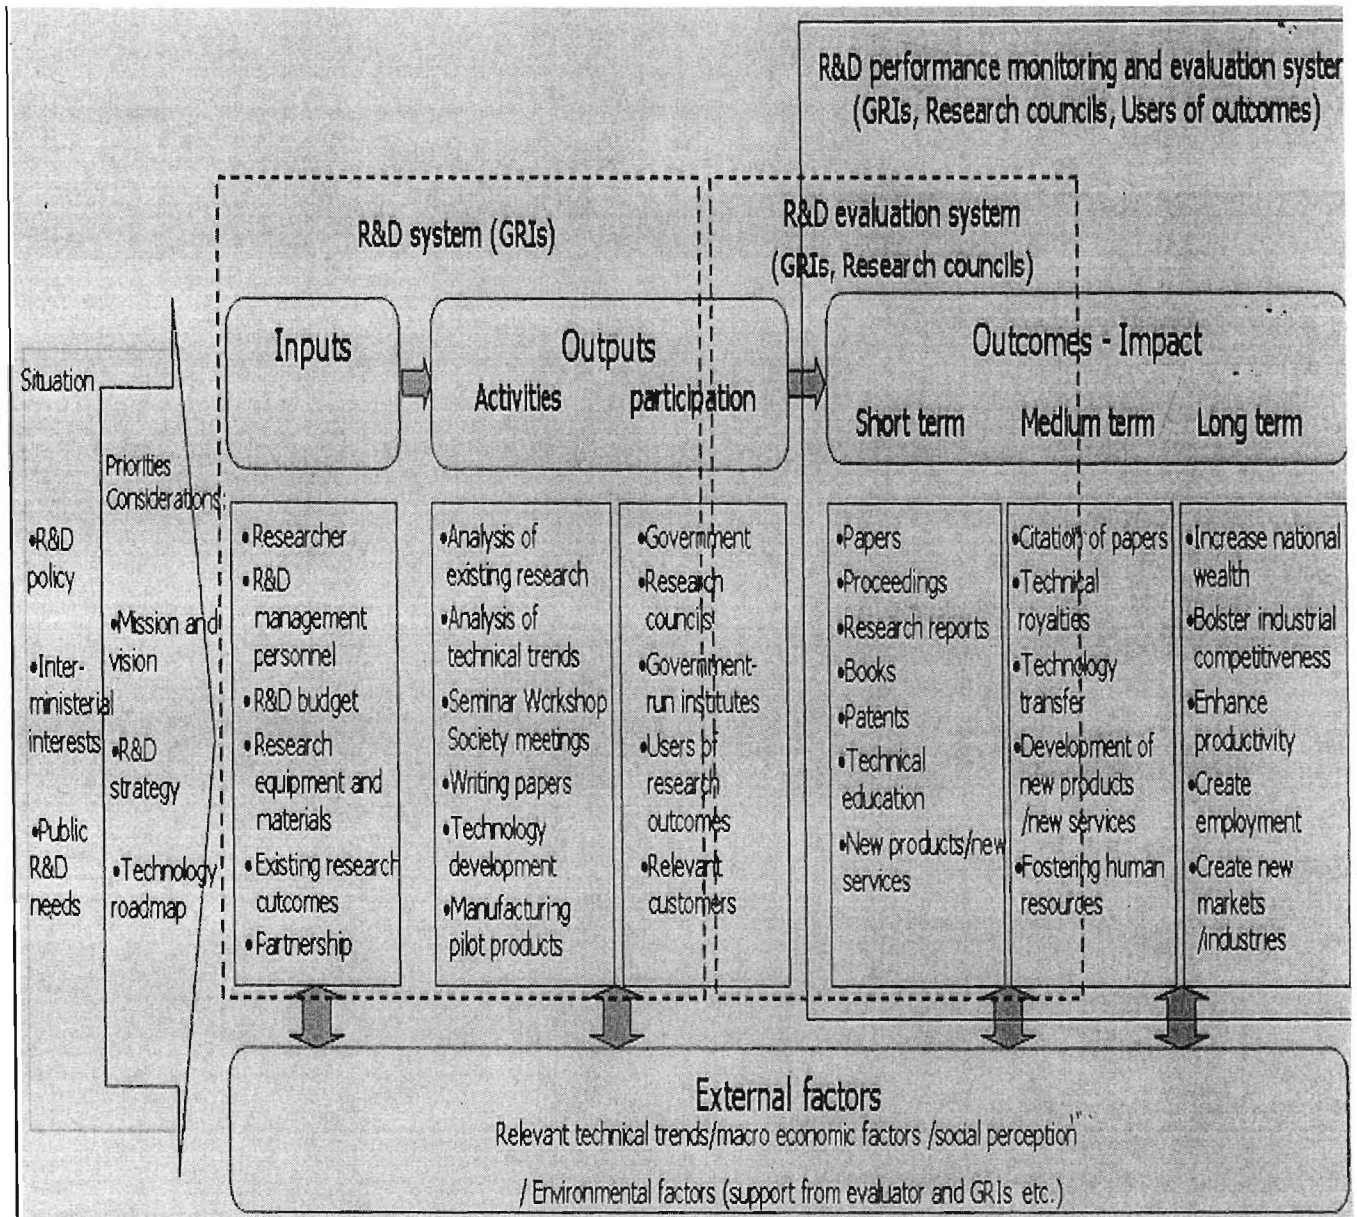 R&D performance monitoring and evaluation syster
(GRIs, Research councils, Users of outcomes)
R&D system (GRIs)
R&D evaluation system
(GRIs, Research councils)
Situation
•R&D
policy
•Inter-
ministerial
interests
•Public
R&D
needs
Priorities
Considerations:
•Mission and
vision
•R&D
strategy
•Technology
roadmap
Inputs
•Researcher
•R&D
management
personnel
•R&D budget
•Research
equipment and
materials
•Existing research
outcomes
•Partnership
Outputs
Activities
participation
•Analysis of
existing research
•Analysis of
technical trends
•Seminar Workshop
Society meetings
•Writing papers
•Technology
development
•Manufacturing
pilot products
•Government
•Research
councils
•Government-
run institutes
•Users of
research
outcomes
•Relevant
customers
Outcomes - Impact
Short term
Medium term
Long term
•Papers
•Proceedings
•Research reports
•Books
•Patents
•Technical
education
•New products/new
services
•Citation of papers
•Technical
royalties
•Technology
transfer
•Development of
new products
/new services
•Fostering human
resources
•Increase national
wealth
•Bolster industrial
competitiveness
•Enhance
productivity
•Create
employment
•Create new
markets
/industries
External factors
Relevant technical trends/macro economic factors /social perception
/ Environmental factors (support from evaluator and GRIs etc.)